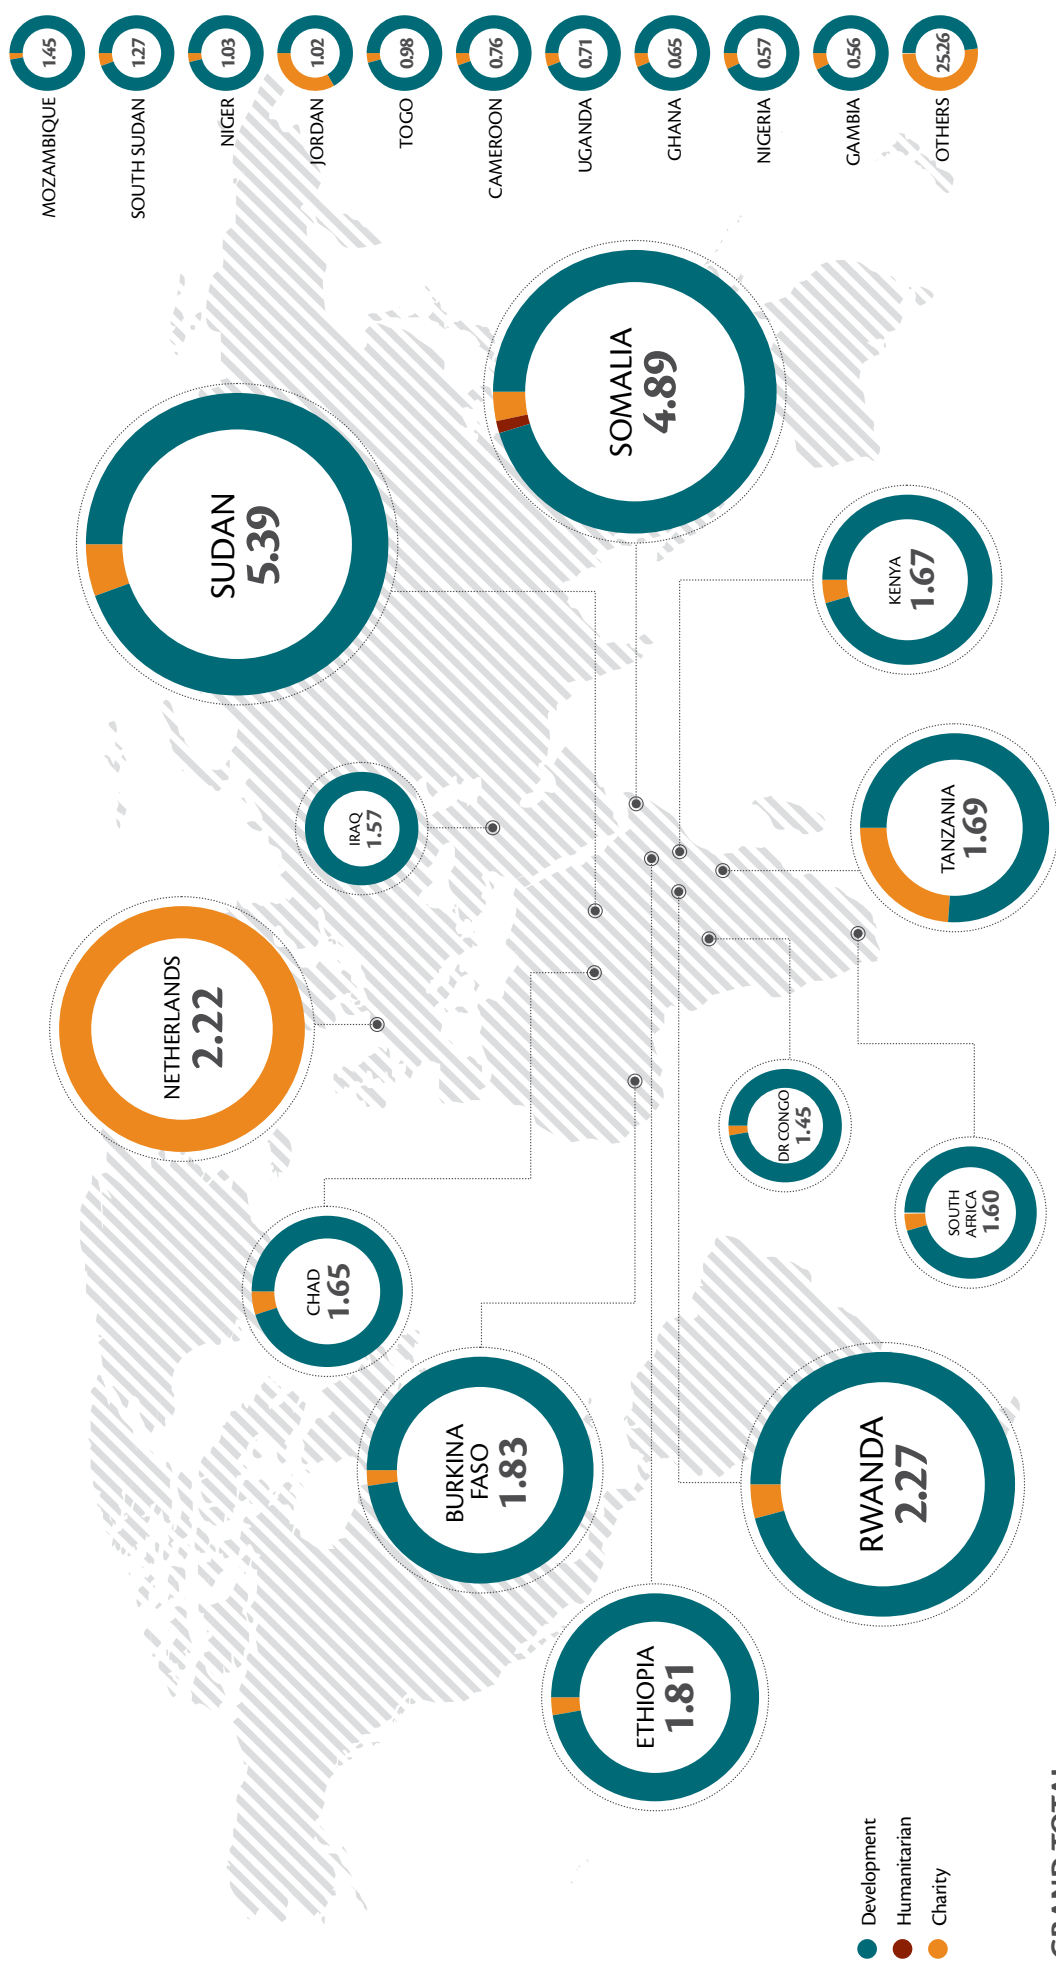 NETHERLANDS
2.22
SUDAN
5.39
IRAQ
1.57
CHAD
1.65
BURKINA
FASO
1.83
SOMALIA
4.89
ETHIOPIA
1.81
DR CONGO
1.45
KENYA
1.67
RWANDA
2.27
SOUTH
AFRICA
1.60
TANZANIA
1.69
MOZAMBIQUE
1.45
SOUTH SUDAN
1.27
NIGER
1.03
JORDAN
1.02
TOGO
0.98
CAMEROON
0.76
UGANDA
0.71
GHANA
0.65
NIGERIA
0.57
GAMBIA
0.56
OTHERS
25.26
Development
Humanitarian
Charity
GRAND TOTAL